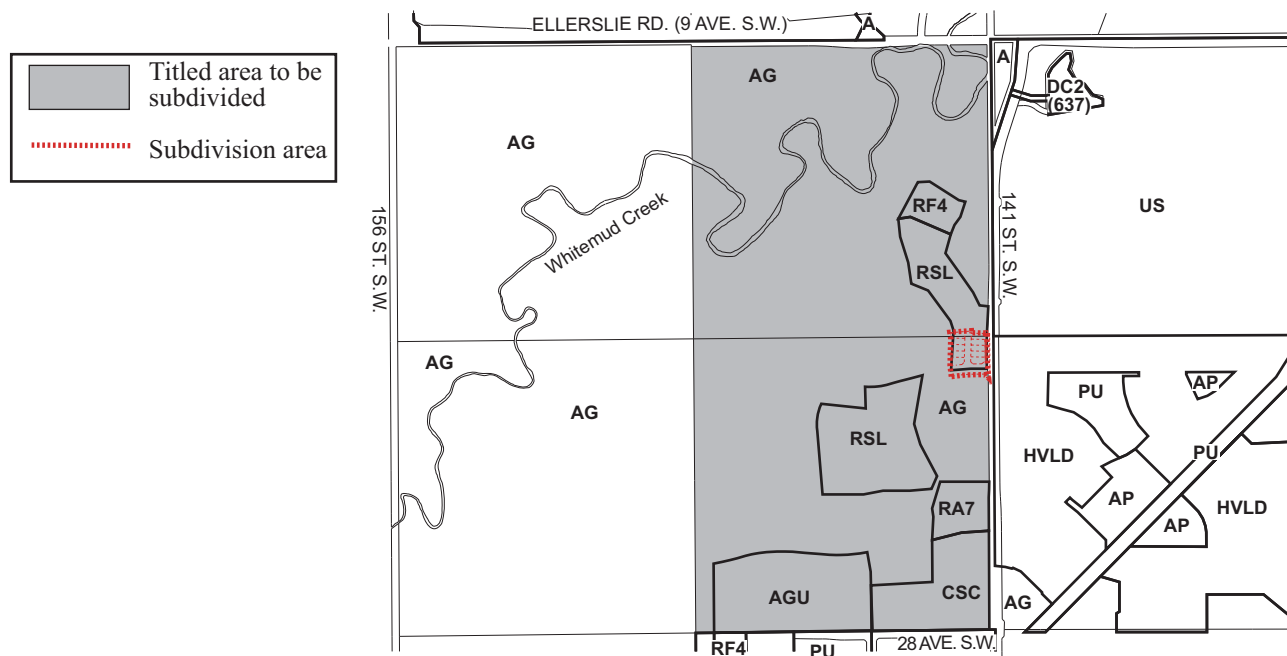 ELLERSLIE RD. (9 AVE. S.W.)
A
Titled area to be
subdivided
Subdivision area
AG
A
DC2
(637)
AG
156 ST. S.W.
Whitemud Creek
RF4
141 ST. S.W.
US
RSL
AG
AG
RSL
AG
PU
AP
HVLD
PU
AP
HVLD
AP
RA7
AGU
CSC
AG
RF4
PU
28 AVE. S.W.